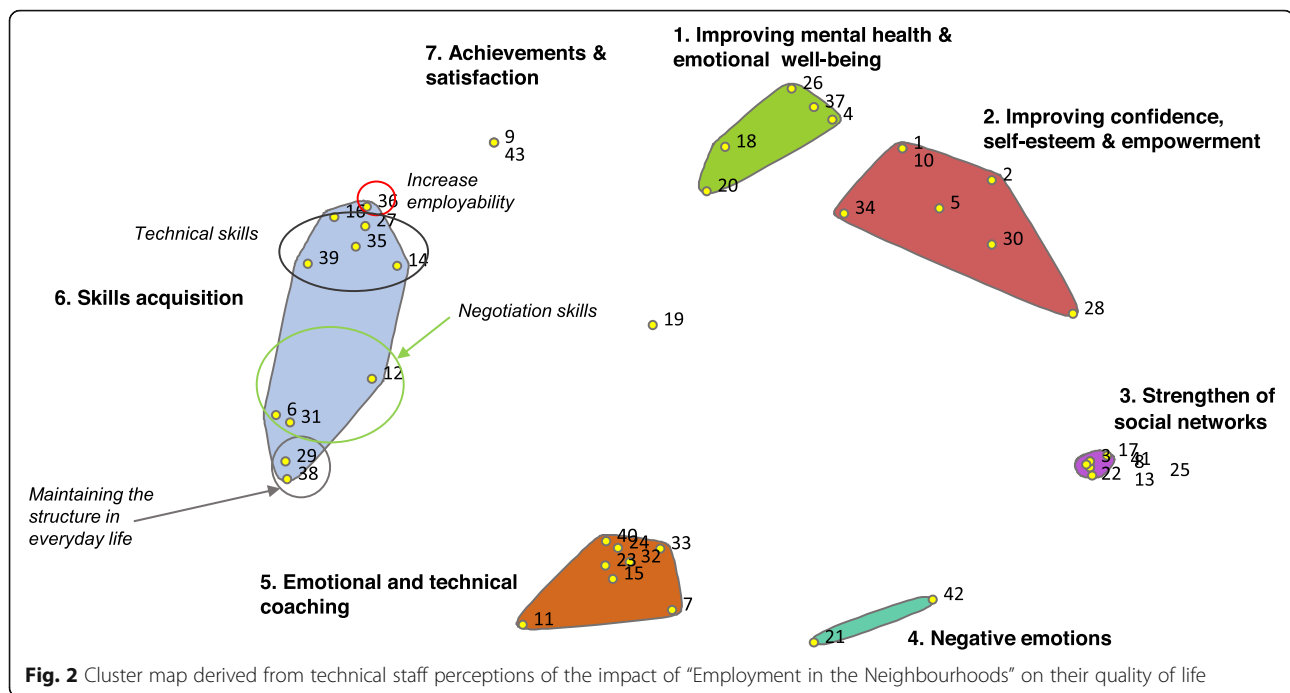 1. Improving mental health &
emotional well-being
7. Achievements &
satisfaction
26
37
4
2. Improving confidence,
self-esteem & empowerment
9
43
18
1
10
2
Increase
employability
20
36
16
27
34
5
Technical skills
35
30
39
14
6. Skills acquisition
Negotiation skills
19
28
12
3. Strengthen of
social networks
6
31
17
3
41
8
25
22
13
29
38
Maintaining the
structure in
everyday life
40
24
33
23
32
15
5. Emotional and technical
coaching
7
11
42
21
4. Negative emotions
Fig. 2 Cluster map derived from technical staff perceptions of the impact of “Employment in the Neighbourhoods” on their quality of life